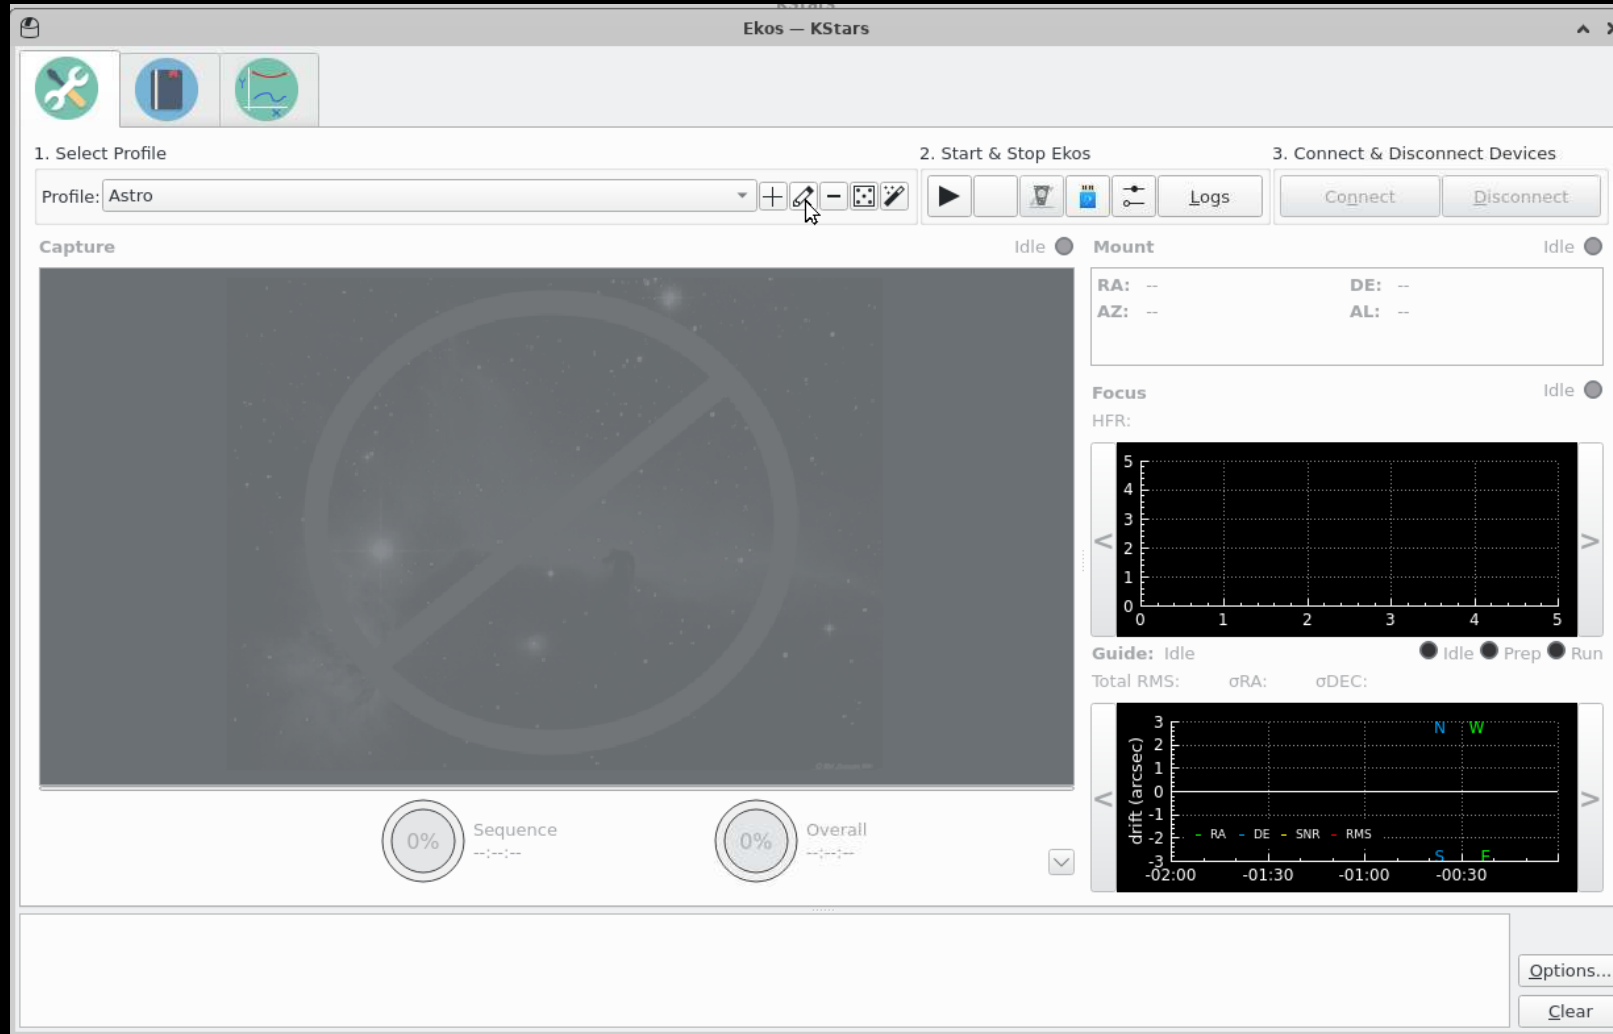 Ekos — KStars
1. Select Profile
2. Start & Stop Ekos
3. Connect & Disconnect Devices
Profile: Astro
Logs
Connect
Disconnect
Capture
Idle
Mount
Idle
RA: --
DE: --
AZ: --
AL: --
Focus
Idle
HFR:
5
4
3
2
1
0
0 1 2 3 4 5
Guide: Idle
Idle Prep Run
Total RMS: σRA: σDEC:
drift (arcsec)
3
2
1
0
-1
-2
-3
N W
RA DE SNR RMS
S E
-02:00 -01:30 -01:00 -00:30
0%
Sequence
--:--:--
0%
Overall
--:--:--
Options...
Clear